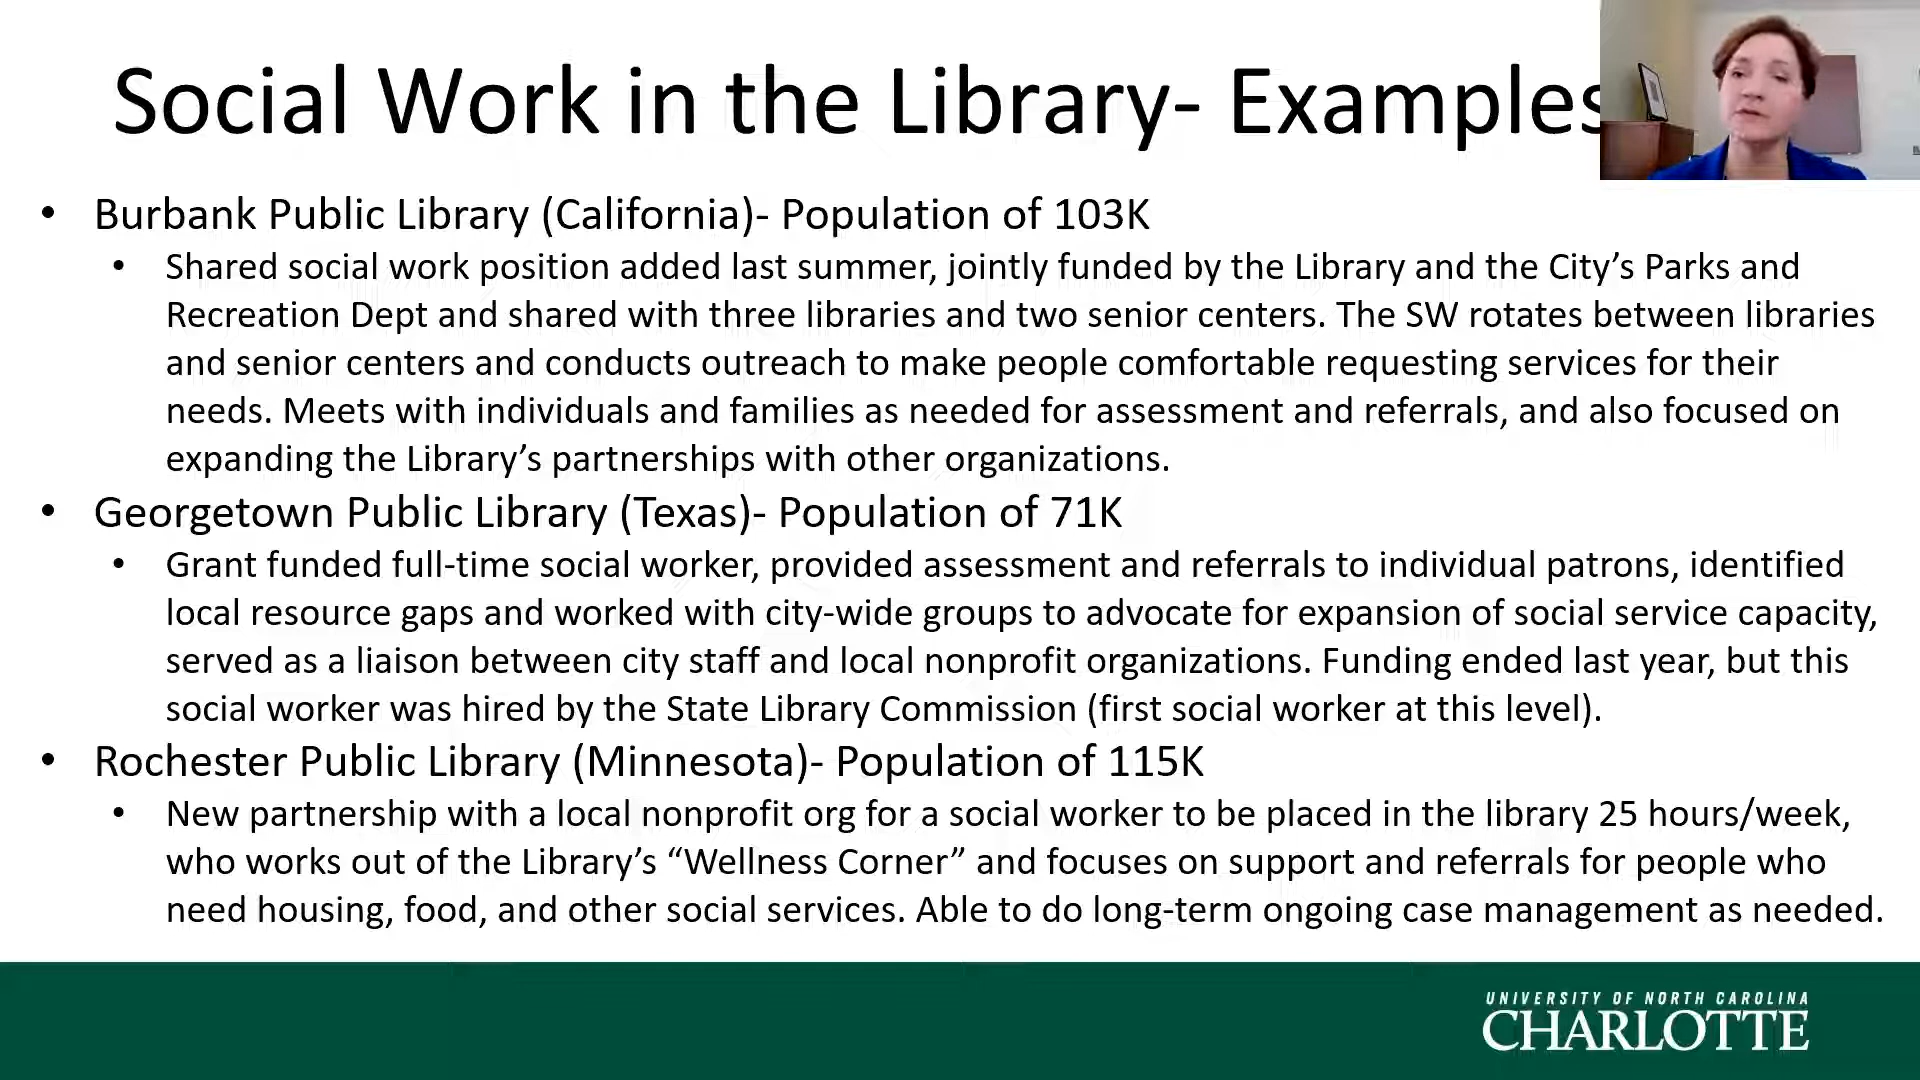 Social Work in the Library- Examples
• Burbank Public Library (California)- Population of 103K
• Shared social work position added last summer, jointly funded by the Library and the City’s Parks and
Recreation Dept and shared with three libraries and two senior centers. The SW rotates between libraries
and senior centers and conducts outreach to make people comfortable requesting services for their
needs. Meets with individuals and families as needed for assessment and referrals, and also focused on
expanding the Library’s partnerships with other organizations.
• Georgetown Public Library (Texas)- Population of 71K
• Grant funded full-time social worker, provided assessment and referrals to individual patrons, identified
local resource gaps and worked with city-wide groups to advocate for expansion of social service capacity,
served as a liaison between city staff and local nonprofit organizations. Funding ended last year, but this
social worker was hired by the State Library Commission (first social worker at this level).
• Rochester Public Library (Minnesota)- Population of 115K
• New partnership with a local nonprofit org for a social worker to be placed in the library 25 hours/week,
who works out of the Library’s “Wellness Corner” and focuses on support and referrals for people who
need housing, food, and other social services. Able to do long-term ongoing case management as needed.
UNIVERSITY OF NORTH CAROLINA
CHARLOTTE